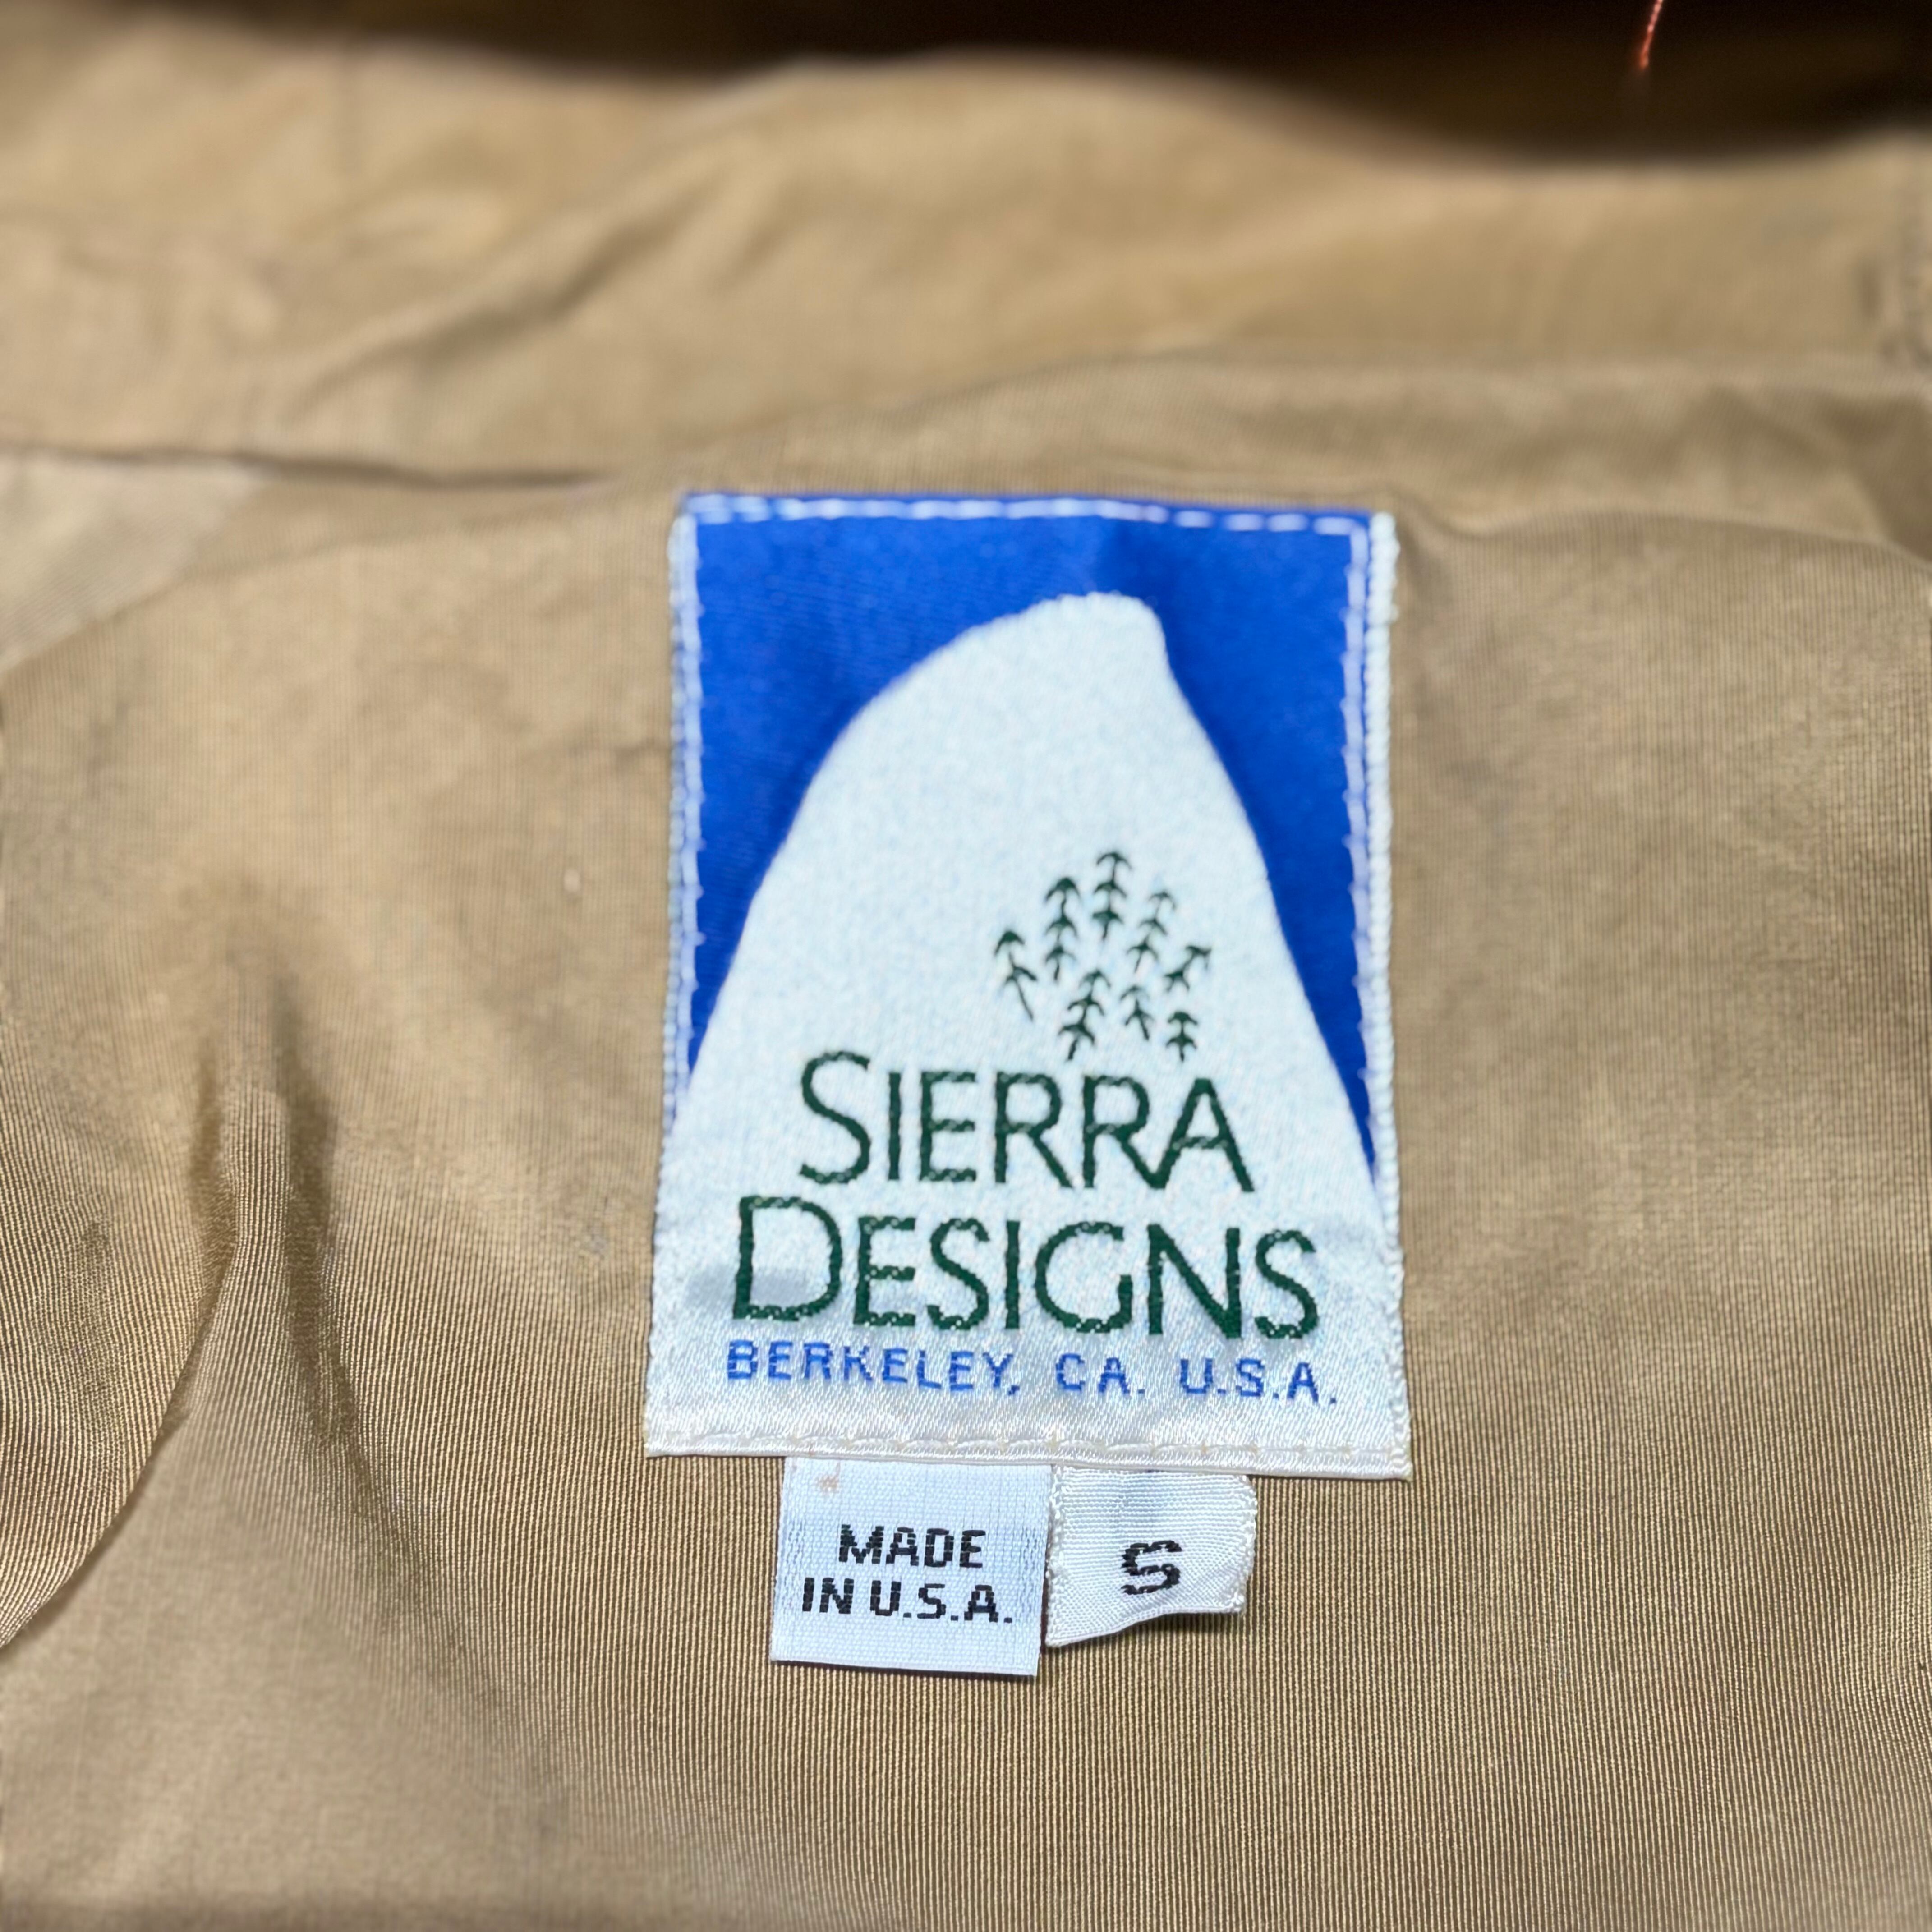 SIERRA
DESIGNS
BERKELEY, CA. U.S.A.
MADE
IN U.S.A.
S